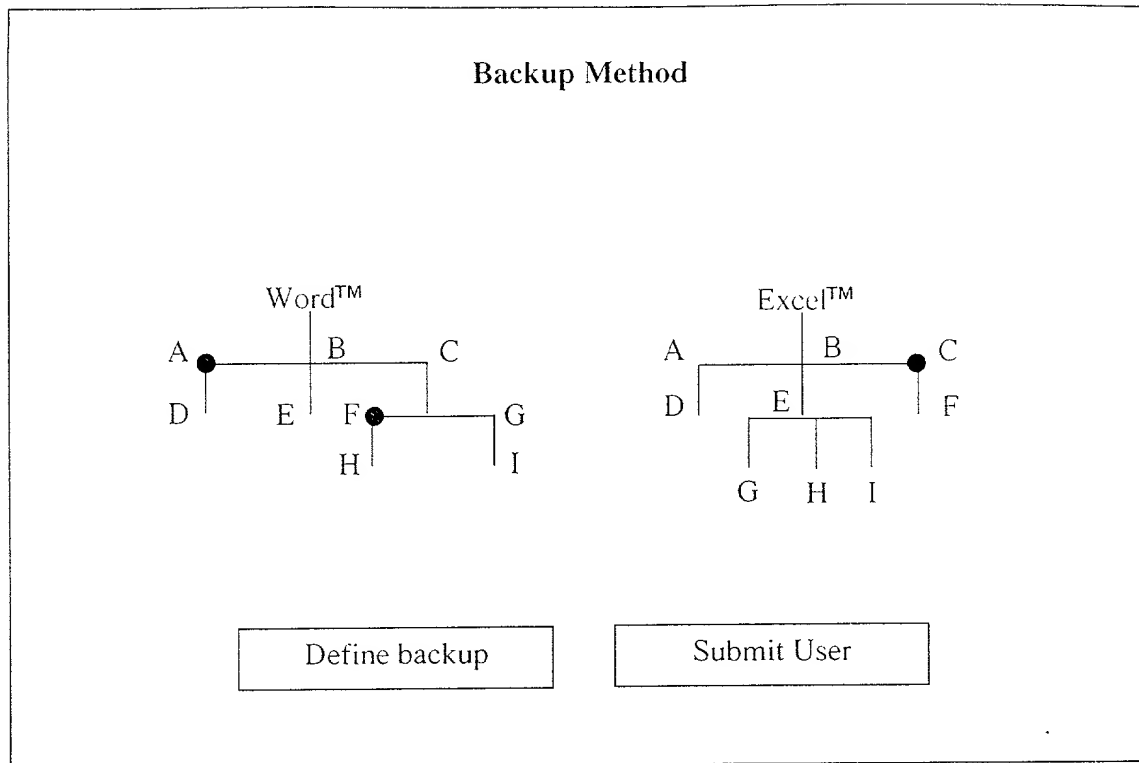 Backup Method
Word™ Excel™
A B C A B C
D E F G D E F
H I
G H I
Define backup Submit User